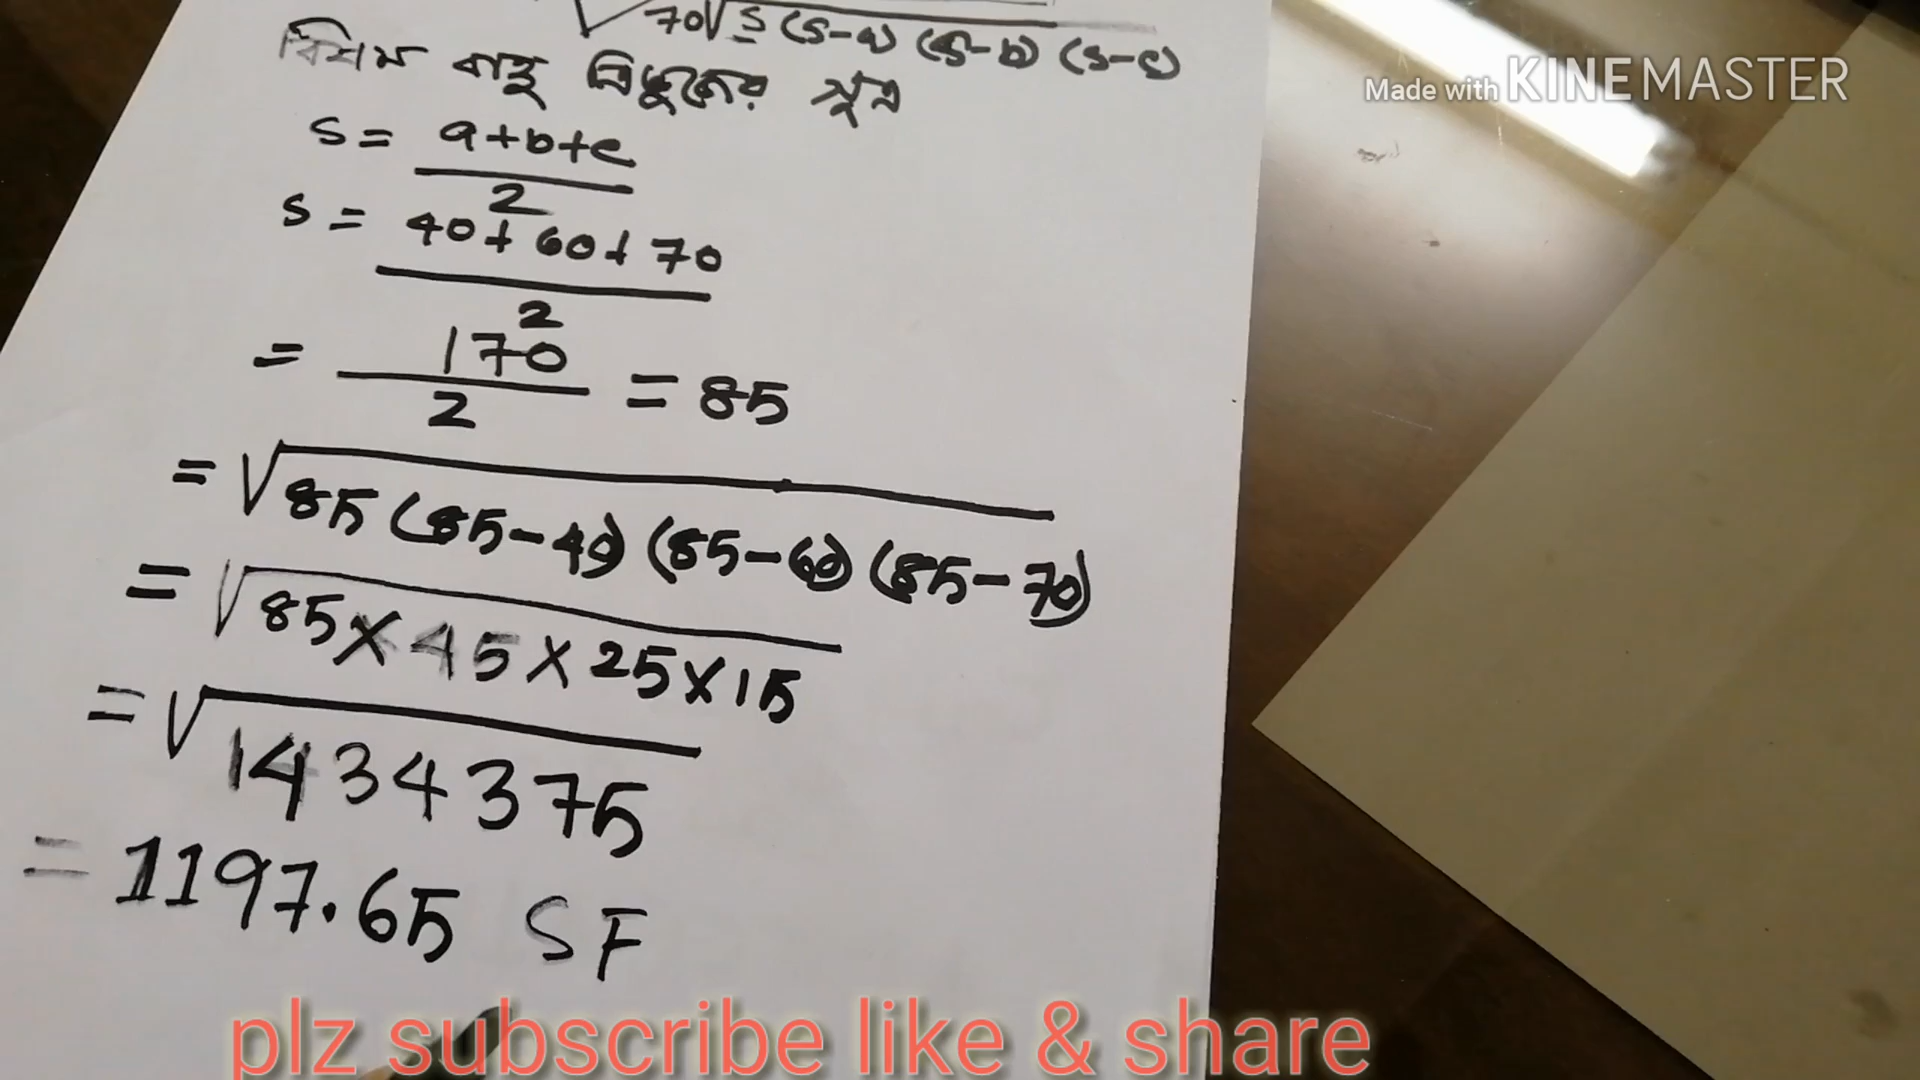 70√s (s-a) (s-b) (s-c)
Made with KINEMASTER
বিষম বাহু ত্রিভুজের সূত্র
s = a+b+c
2
s = 40+60+70
2
= 170
2
= 85
= √85 (85-40) (85-60) (85-70)
= √85×45×25×15
= √1434375
= 1197.65 SF
plz subscribe like & share